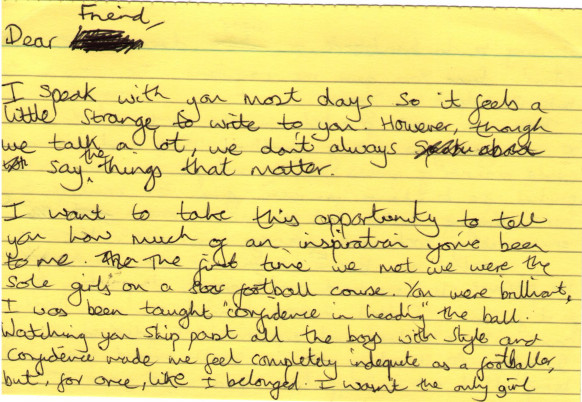 Friend,
Dear
I speak with you most days so it feels a
little strange to write to you. However, though
we talk a lot, we don't always speak about
say the things that matter.
I want to take this opportunity to tell
you how much of an inspiration you've been
to me. The The first time we met we were the
sole girls on a football course. You were brilliant,
I was been taught "confidence in heading" the ball.
Watching you skip past all the boys with style and
confidence made me feel completely indequte as a footballer,
but, for once, like I belonged. I wasn't the only girl